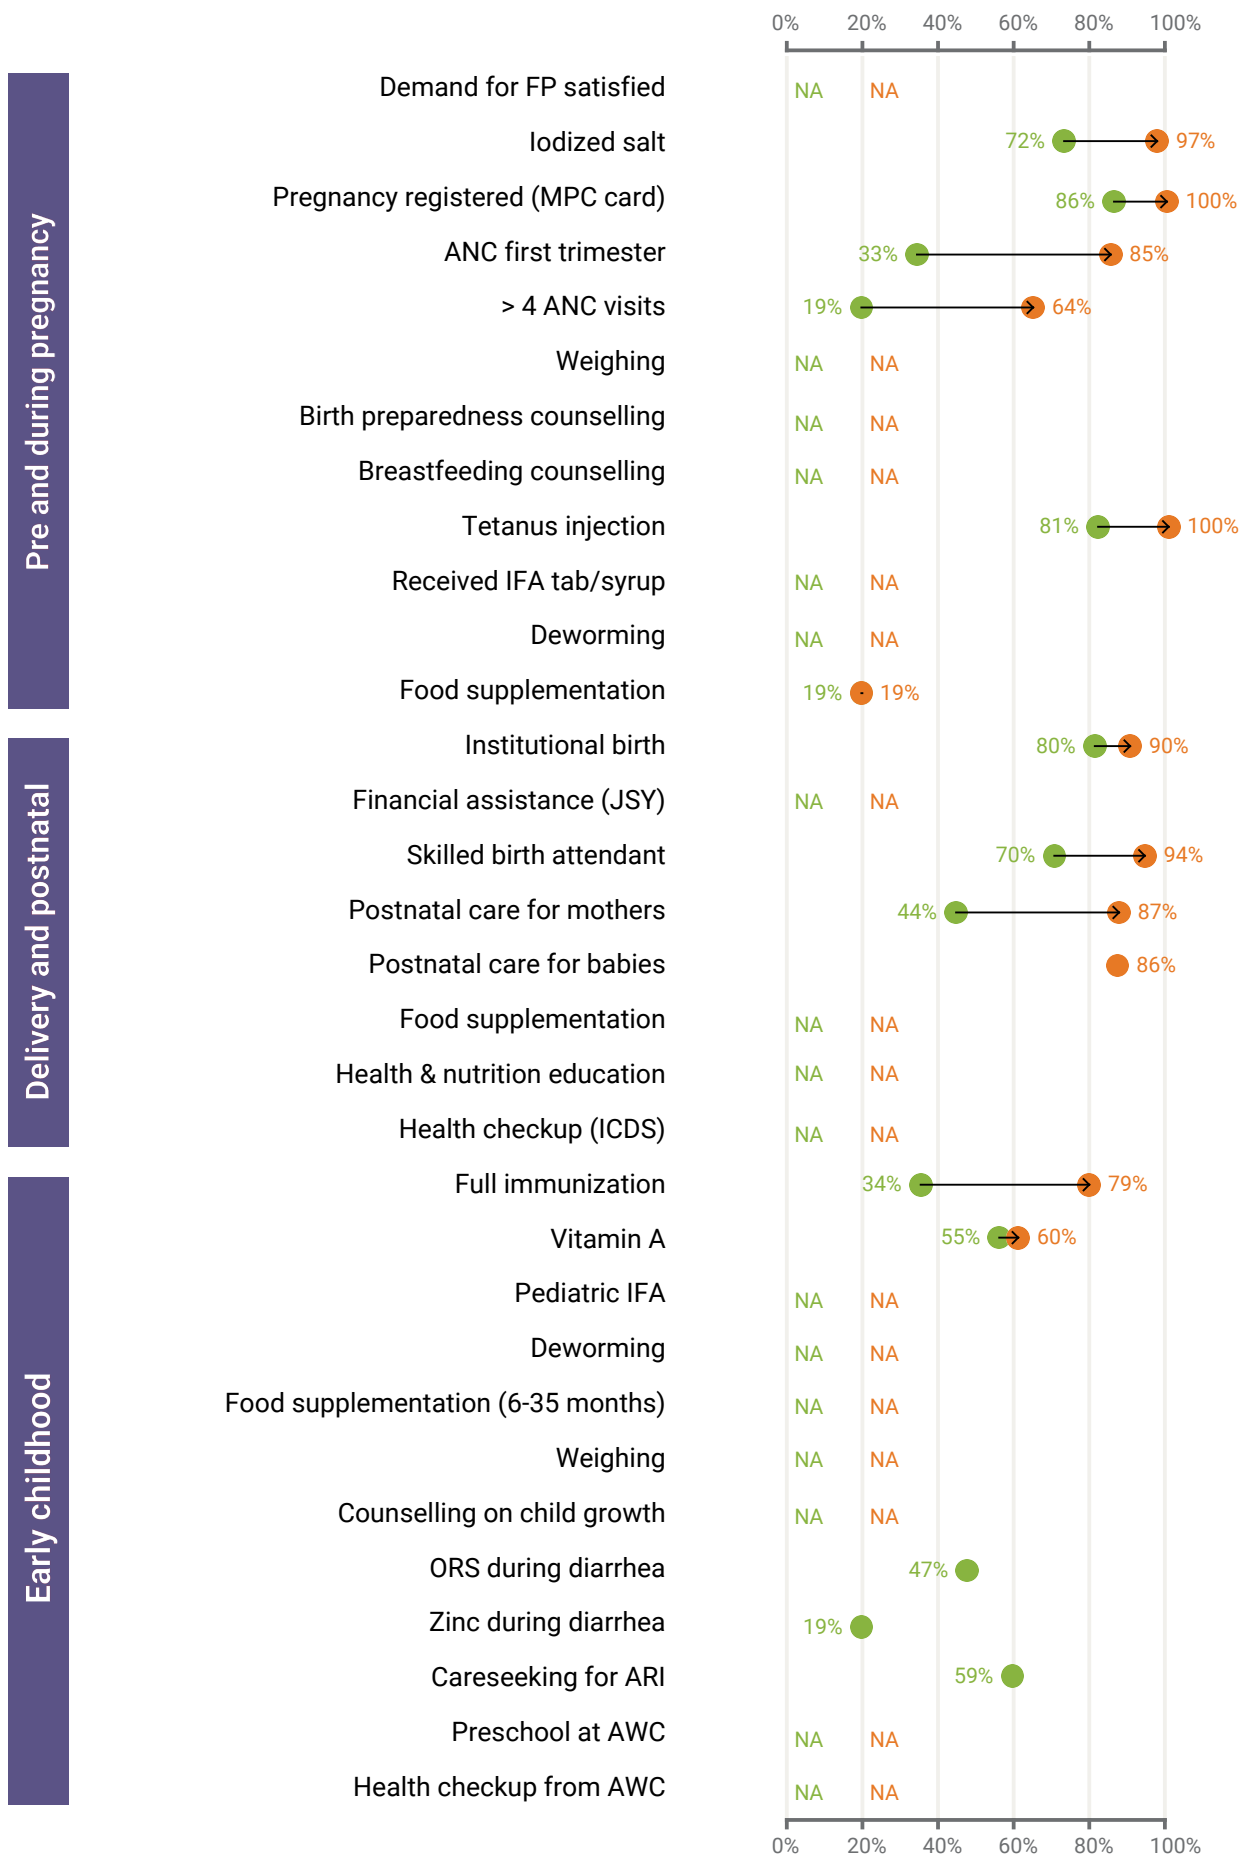 0% 20% 40% 60% 80% 100%
Pre and during pregnancy
Demand for FP satisfied NA NA
Iodized salt 72% 97%
Pregnancy registered (MPC card) 86% 100%
ANC first trimester 33% 85%
> 4 ANC visits 19% 64%
Weighing NA NA
Birth preparedness counselling NA NA
Breastfeeding counselling NA NA
Tetanus injection 81% 100%
Received IFA tab/syrup NA NA
Deworming NA NA
Food supplementation 19% 19%
Delivery and postnatal
Institutional birth 80% 90%
Financial assistance (JSY) NA NA
Skilled birth attendant 70% 94%
Postnatal care for mothers 44% 87%
Postnatal care for babies 86%
Food supplementation NA NA
Health & nutrition education NA NA
Health checkup (ICDS) NA NA
Early childhood
Full immunization 34% 79%
Vitamin A 55% 60%
Pediatric IFA NA NA
Deworming NA NA
Food supplementation (6-35 months) NA NA
Weighing NA NA
Counselling on child growth NA NA
ORS during diarrhea 47%
Zinc during diarrhea 19%
Careseeking for ARI 59%
Preschool at AWC NA NA
Health checkup from AWC NA NA
0% 20% 40% 60% 80% 100%